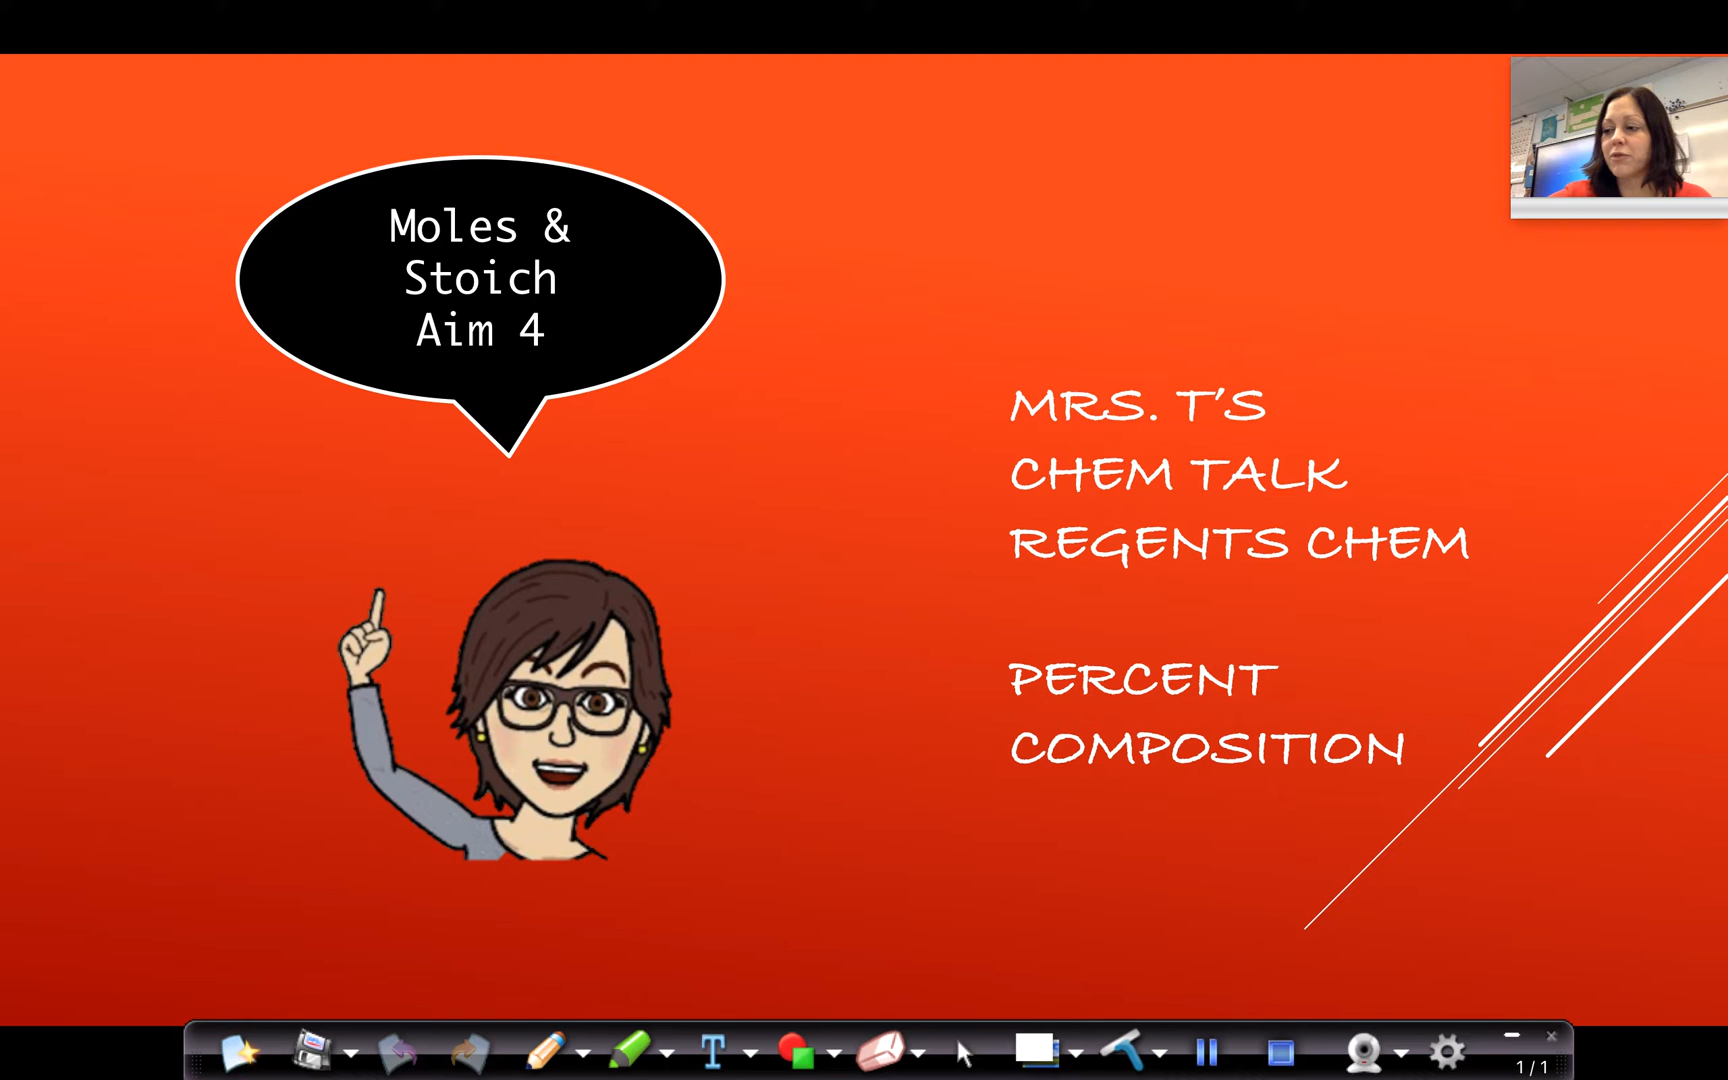 Moles &
Stoich
Aim 4
MRS. T'S
CHEM TALK
REGENTS CHEM
PERCENT
COMPOSITION
T
1/1